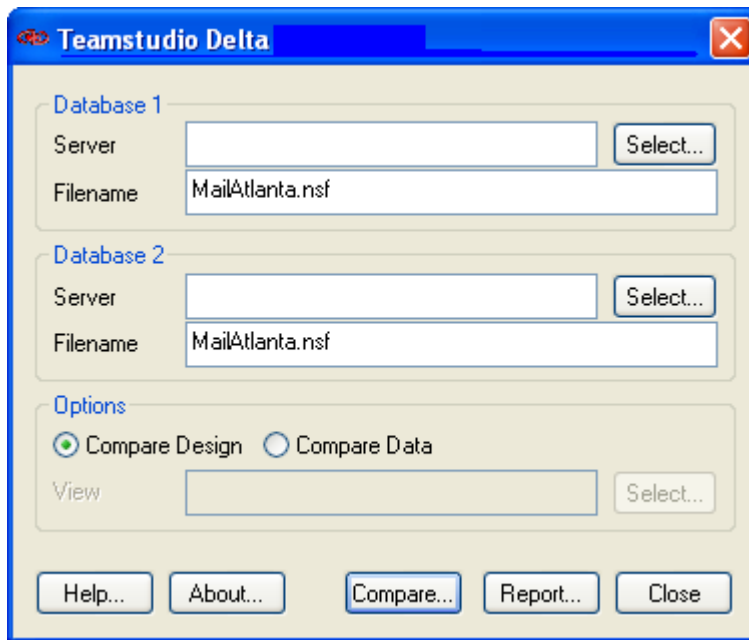 Teamstudio Delta
Database 1
Server Select...
Filename MailAtlanta.nsf
Database 2
Server Select...
Filename MailAtlanta.nsf
Options
Compare Design Compare Data
View Select...
Help... About... Compare... Report... Close